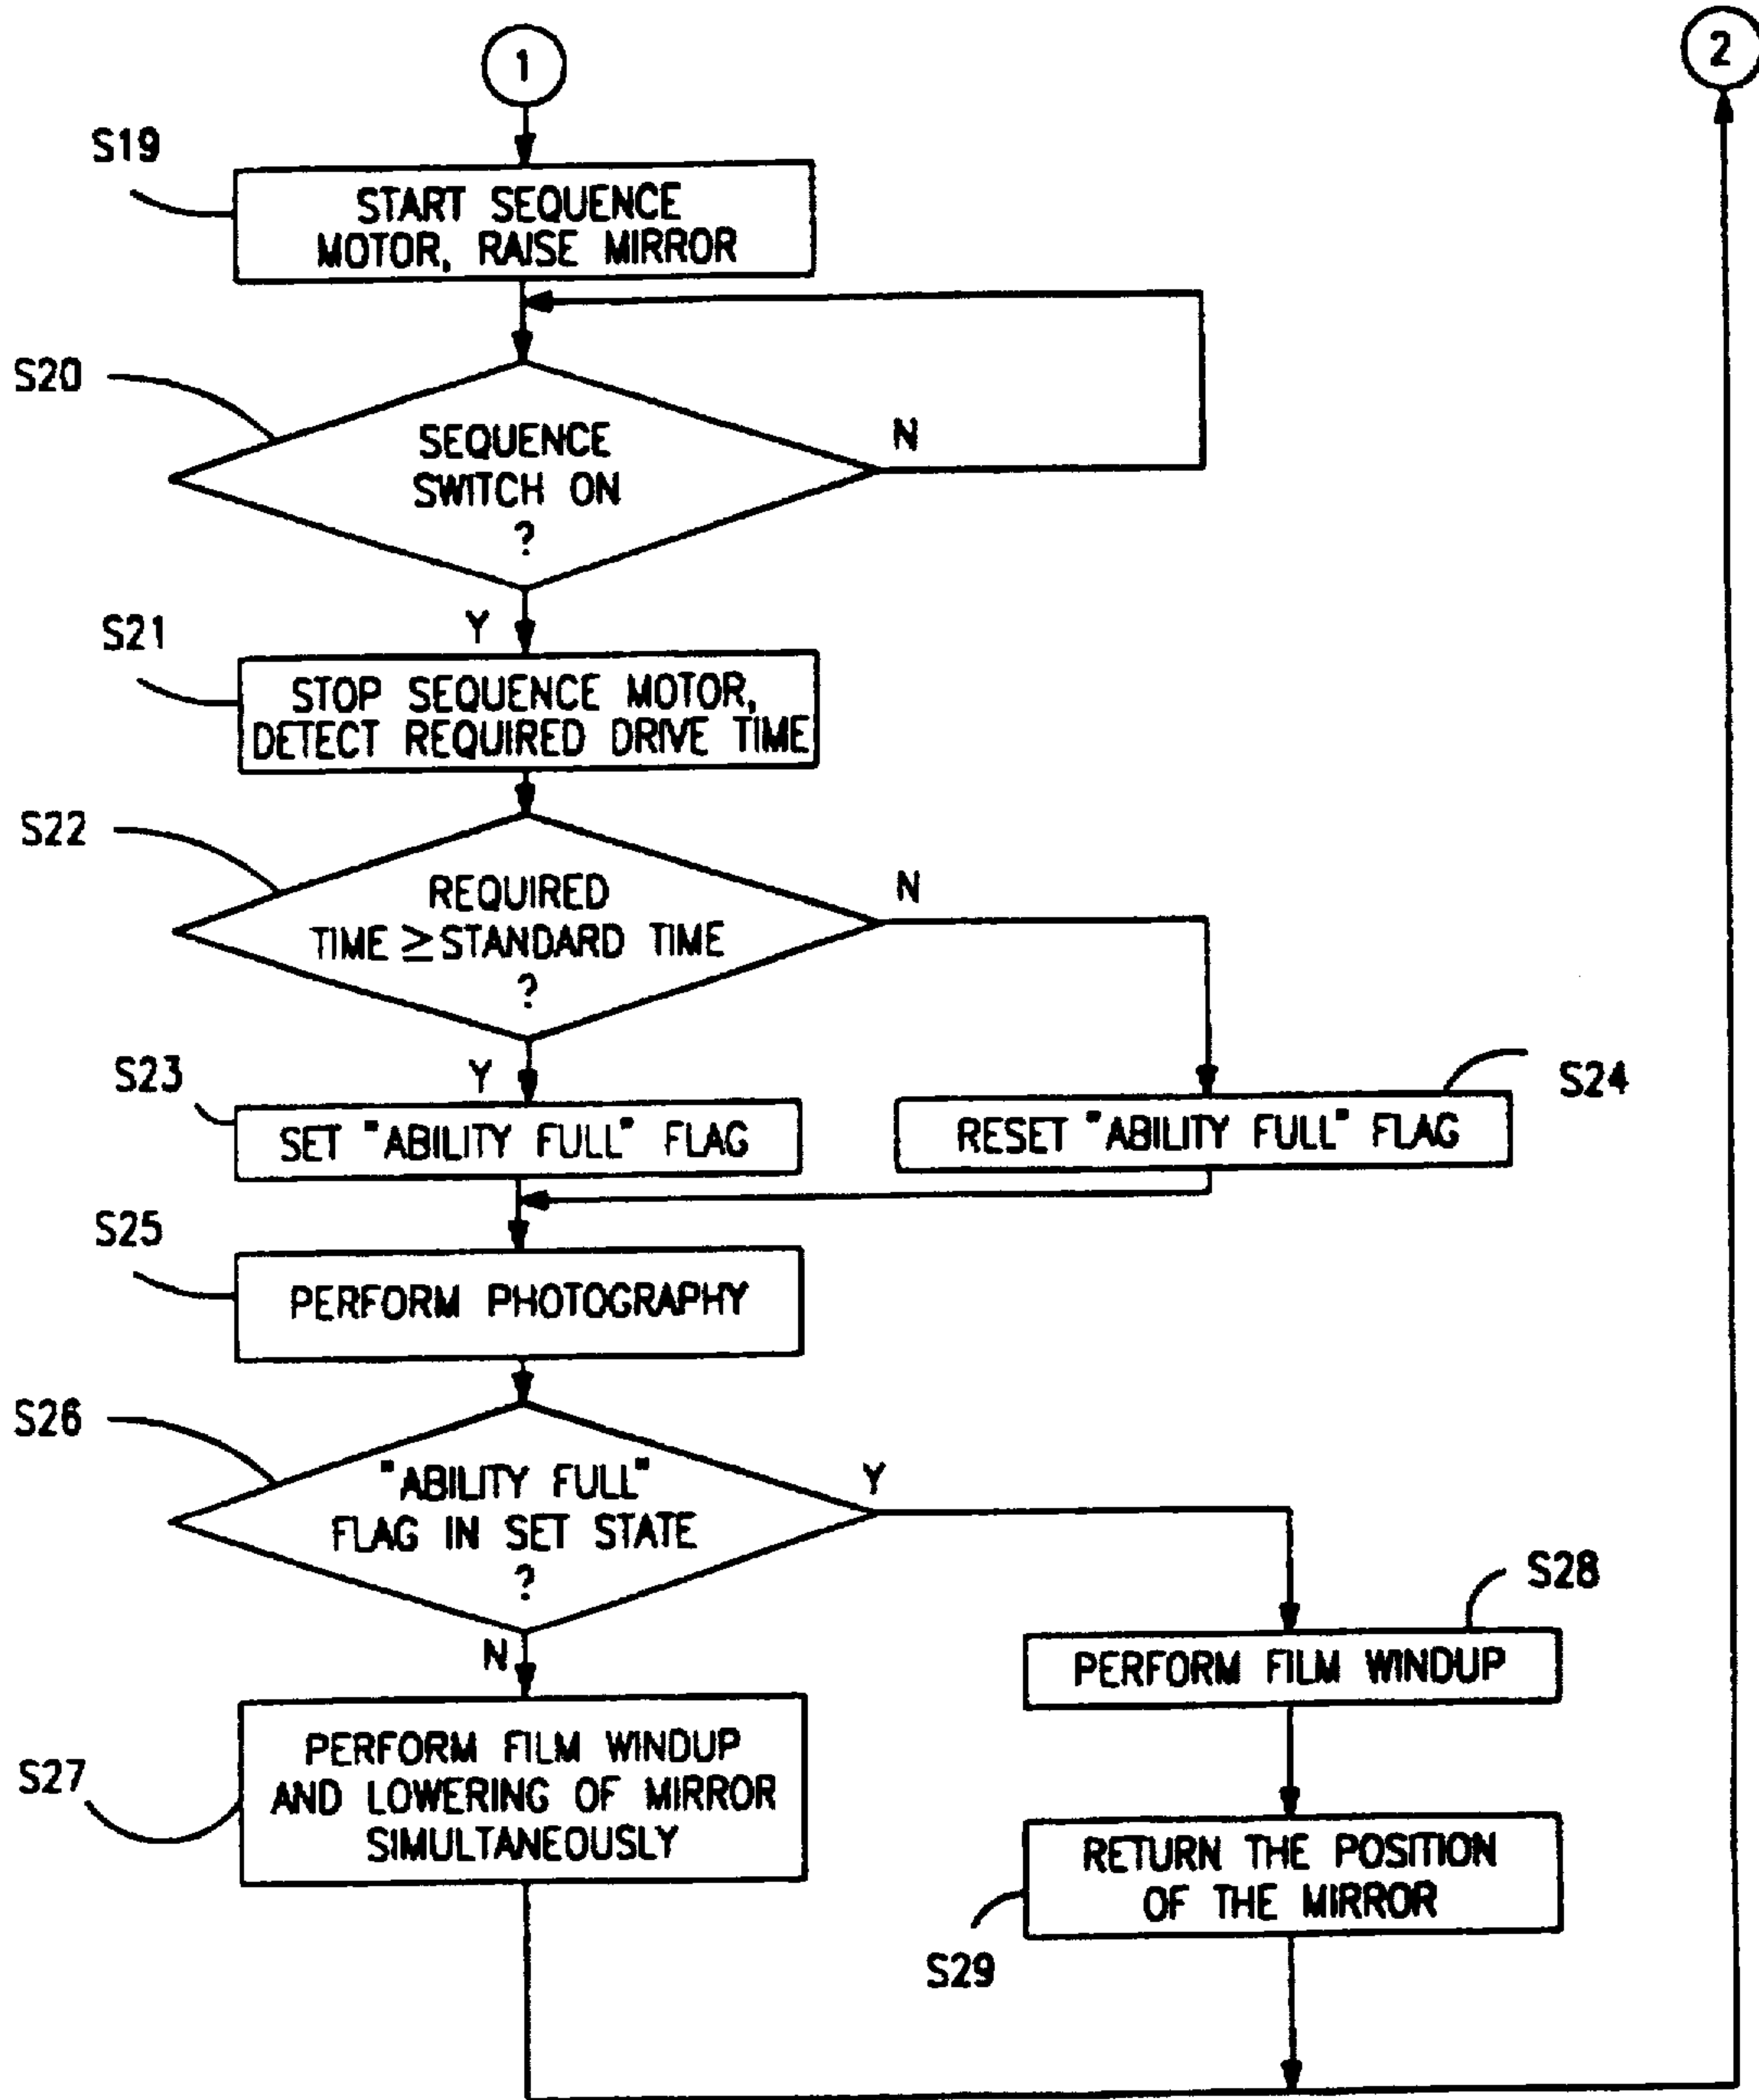 1
2
S19
START SEQUENCE
MOTOR, RAISE MIRROR
S20
SEQUENCE
SWITCH ON
?
N
Y
S21
STOP SEQUENCE MOTOR,
DETECT REQUIRED DRIVE TIME
S22
REQUIRED
TIME ≥ STANDARD TIME
?
N
Y
S23
SET "ABILITY FULL" FLAG
S24
RESET "ABILITY FULL" FLAG
S25
PERFORM PHOTOGRAPHY
S26
"ABILITY FULL"
FLAG IN SET STATE
?
Y
N
S28
PERFORM FILM WINDUP
S27
PERFORM FILM WINDUP
AND LOWERING OF MIRROR
SIMULTANEOUSLY
RETURN THE POSITION
OF THE MIRROR
S29